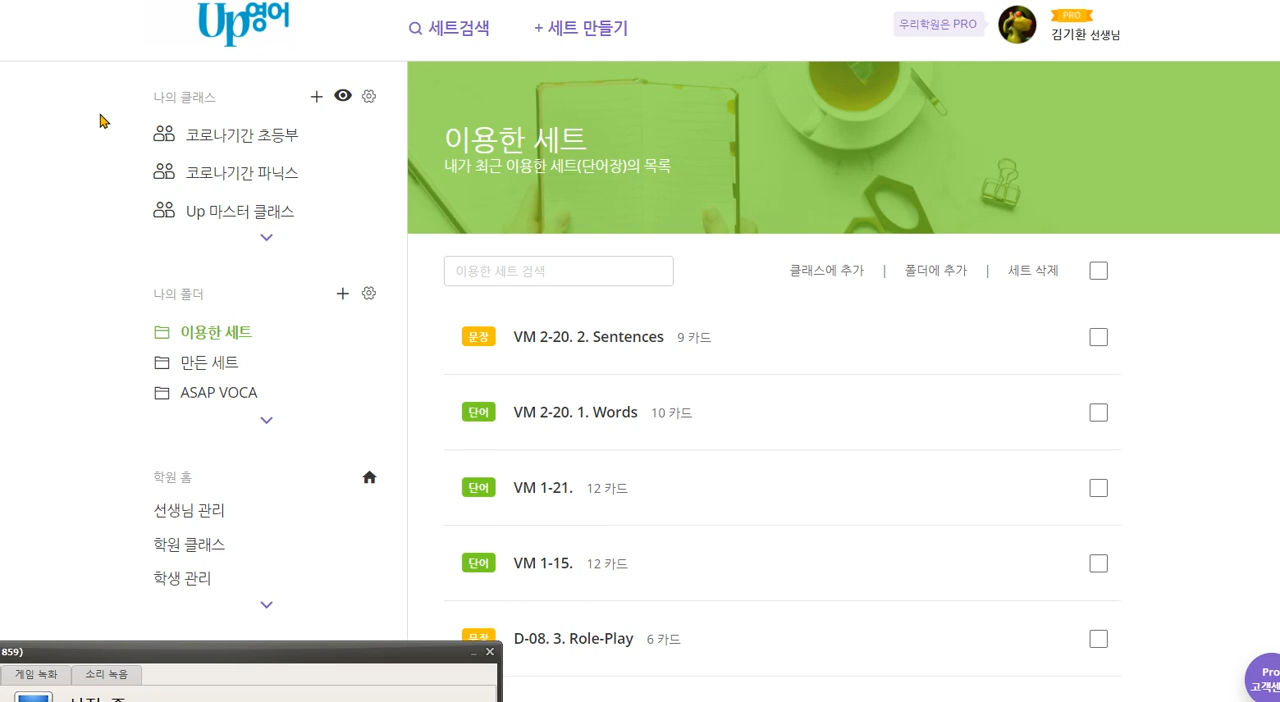 Up영어
세트검색
+ 세트 만들기
우리학원은 PRO
PRO
김기환 선생님
나의 클래스
코로나기간 초등부
코로나기간 파닉스
Up 마스터 클래스
나의 폴더
이용한 세트
만든 세트
ASAP VOCA
학원 홈
선생님 관리
학원 클래스
학생 관리
이용한 세트
내가 최근 이용한 세트(단어장)의 목록
이용한 세트 검색
클래스에 추가 | 폴더에 추가 | 세트 삭제
문장 VM 2-20. 2. Sentences 9 카드
단어 VM 2-20. 1. Words 10 카드
단어 VM 1-21. 12 카드
단어 VM 1-15. 12 카드
문장 D-08. 3. Role-Play 6 카드
859)
게임 녹화 소리 녹음
Pro
고객센